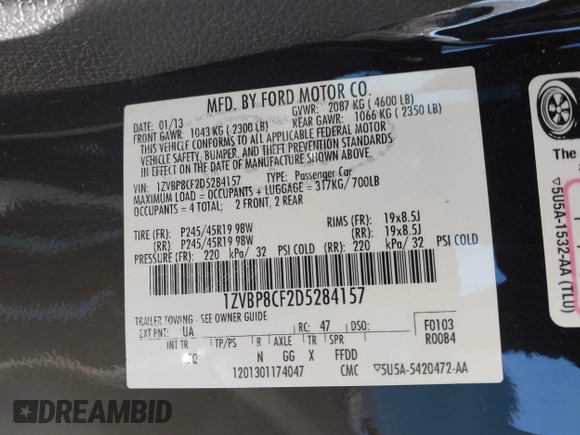 MFD. BY FORD MOTOR CO.
01/13 GVWR: 2087 KG ( 4600 LB)
FRONT GAWR: 1043 KG ( 2300 LB) REAR GAWR: 1066 KG ( 2350 LB)
THIS VEHICLE CONFORMS TO ALL APPLICABLE FEDERAL MOTOR
VEHICLE SAFETY, BUMPER, AND THEFT PREVENTION STANDARDS
IN EFFECT ON THE DATE OF MANUFACTURE SHOWN ABOVE.
VIN: 1ZVBP8CF2D5284157 TYPE: Passenger Car
MAXIMUM LOAD = OCCUPANTS + LUGGAGE = 317KG/ 700LB
OCCUPANTS = 4 TOTAL; 2 FRONT, 2 REAR
TIRE (FR): P245/45R19 98W RIMS (FR): 19x8.5J
(RR): P245/45R19 98W (RR): 19x8.5J
PRESSURE (FR): 220 kPa/ 32 PSI COLD (RR): 220 kPa/ 32 PSI COLD
1ZVBP8CF2D5284157
TRAILER TOWING - SEE OWNER GUIDE
EXT PNT: UA RC: 47 F0103
INT TR TP/PS R AXLE TR SPR R0084
N GG X FFDD
1201301174047 CMC ▽5U5A-5420472-AA
The
▽5U5A-1532-AA (1LU)
AUTOBIDMASTER